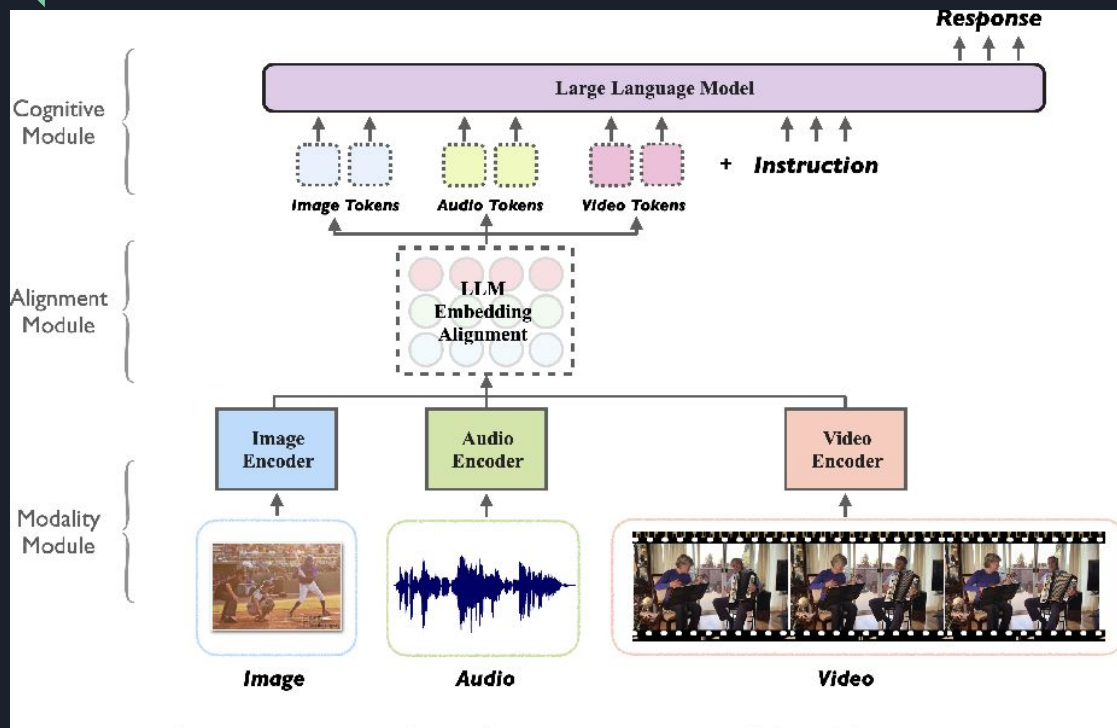 Response
Large Language Model
Cognitive
Module
+ Instruction
Image Tokens
Audio Tokens
Video Tokens
Alignment
Module
LLM
Embedding
Alignment
Image
Encoder
Audio
Encoder
Video
Encoder
Modality
Module
Image
Audio
Video